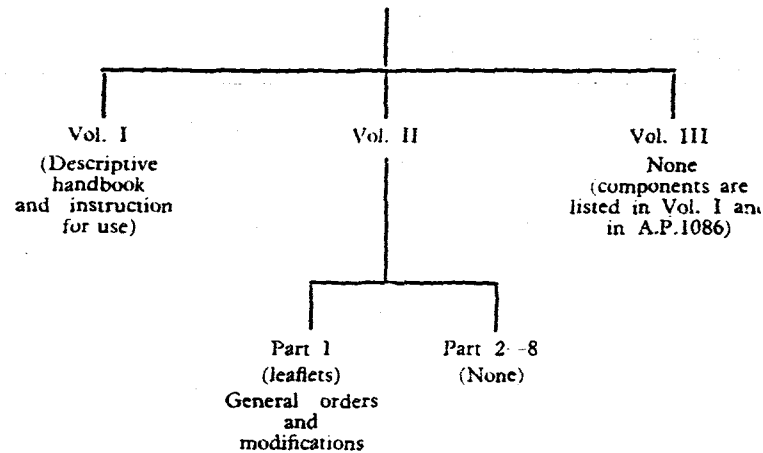 Vol. I
(Descriptive
handbook
and instruction
for use)
Vol. II
Vol. III
None
(components are
listed in Vol. I and
in A.P.1086)
Part 1
(leaflets)
General orders
and
modifications
Part 2--8
(None)